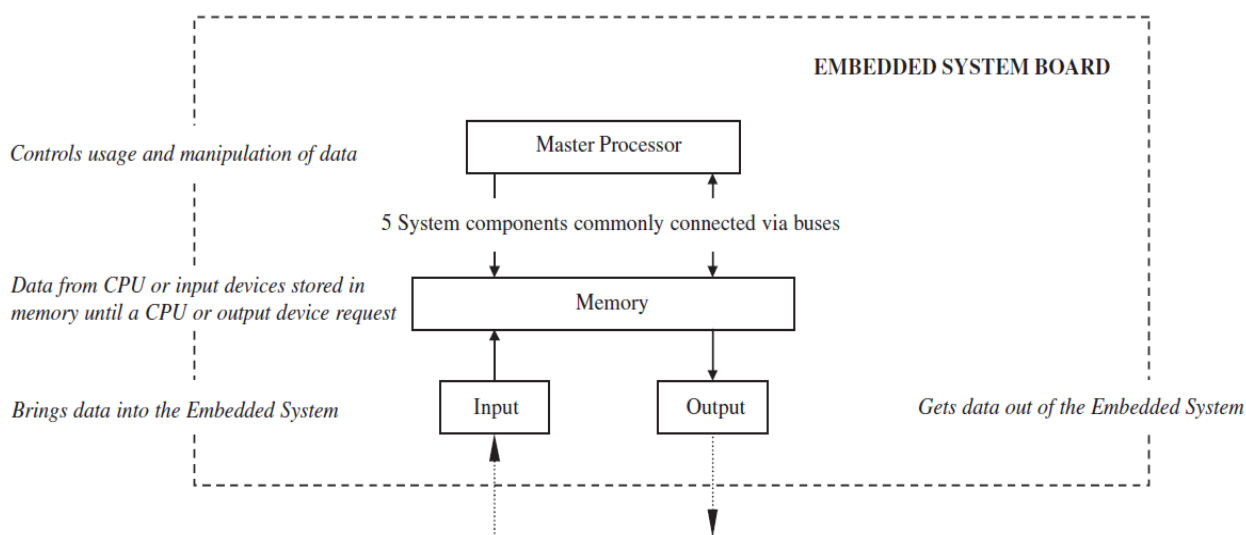 EMBEDDED SYSTEM BOARD
Master Processor
Controls usage and manipulation of data
5 System components commonly connected via buses
Data from CPU or input devices stored in
memory until a CPU or output device request
Memory
Brings data into the Embedded System
Input
Output
Gets data out of the Embedded System